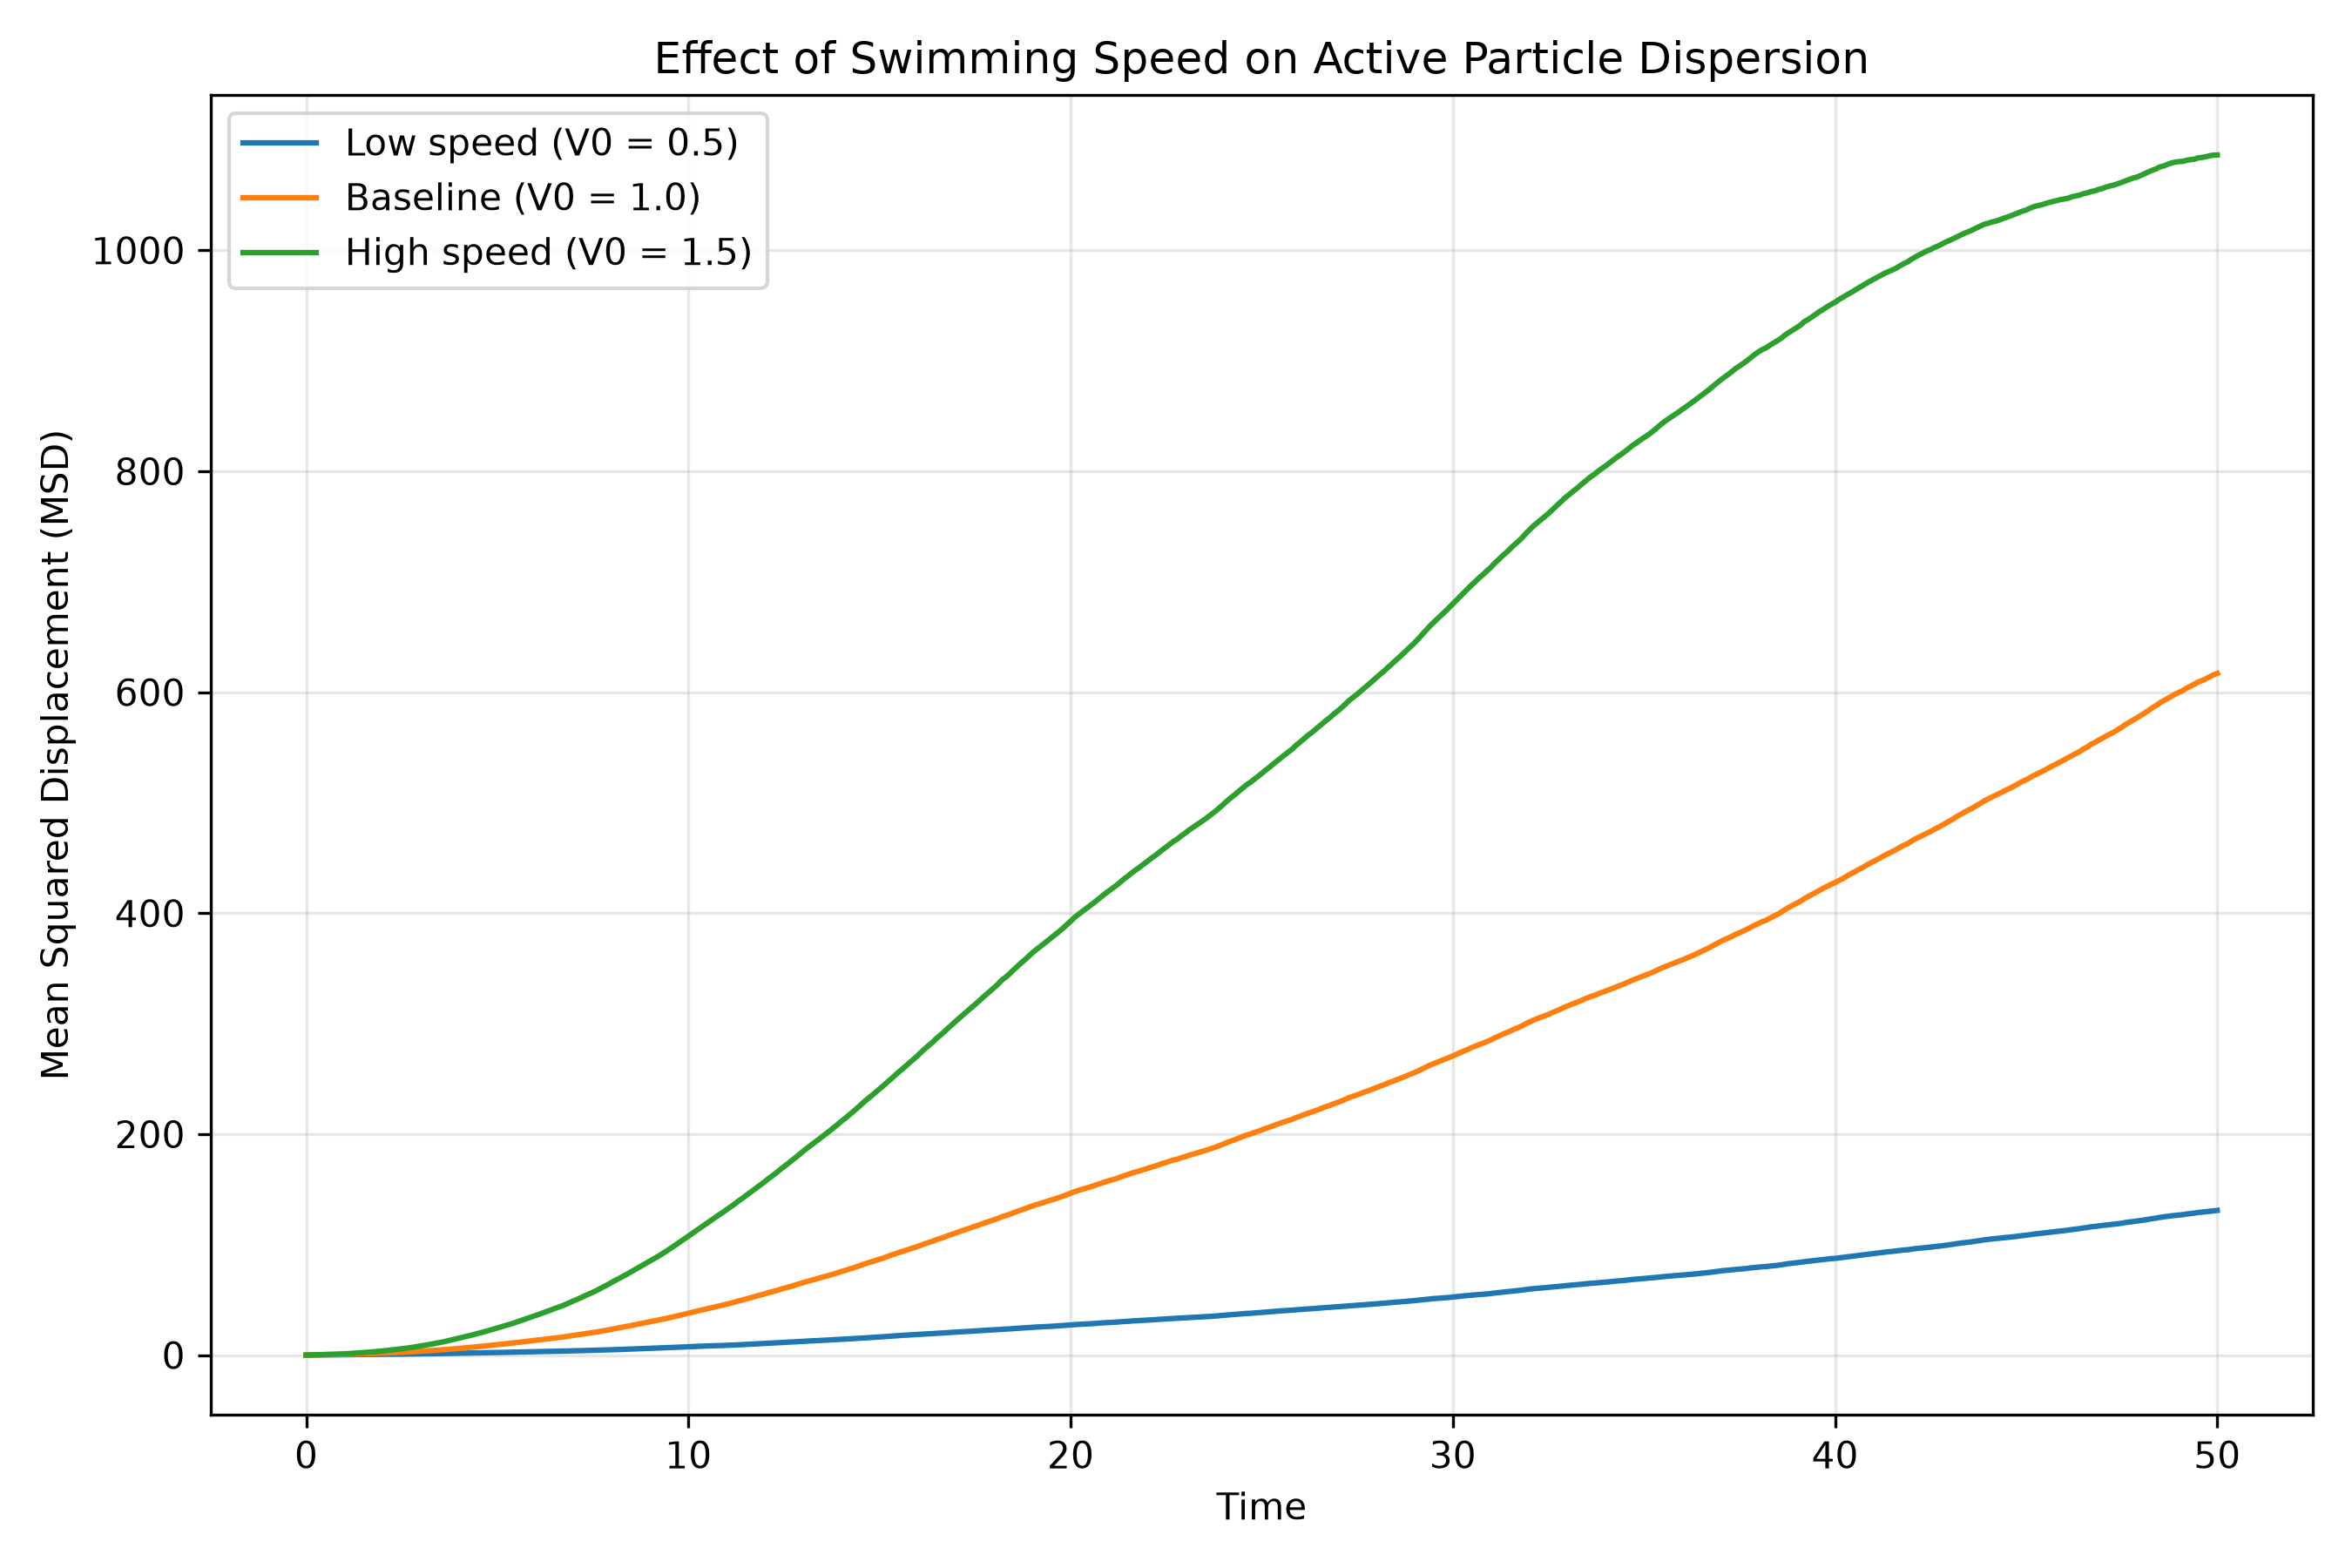 Effect of Swimming Speed on Active Particle Dispersion
Low speed (V0 = 0.5)
Baseline (V0 = 1.0)
High speed (V0 = 1.5)
Mean Squared Displacement (MSD)
1000
800
600
400
200
0
0 10 20 30 40 50
Time